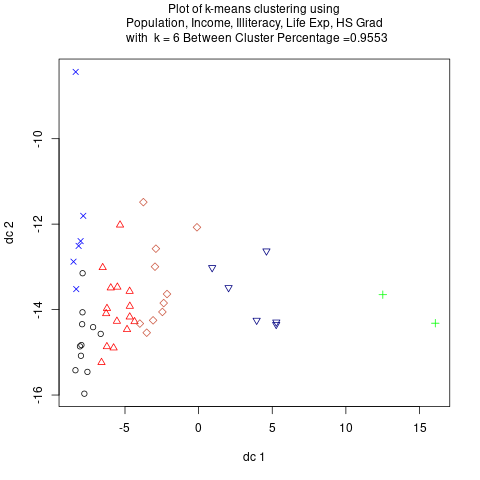 Plot of k-means clustering using
Population, Income, Illiteracy, Life Exp, HS Grad
with k = 6 Between Cluster Percentage =0.9553
dc 2
-10
-12
-14
-16
-5 0 5 10 15
dc 1